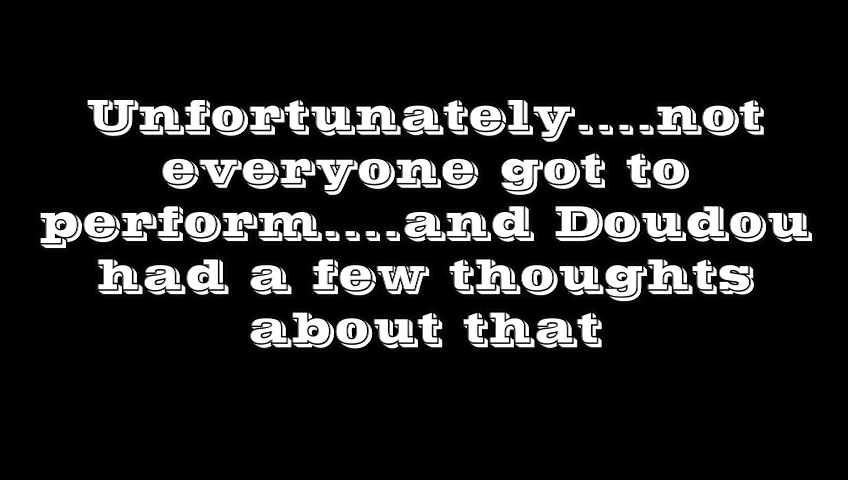 Unfortunately....not
everyone got to
perform....and Doudou
had a few thoughts
about that